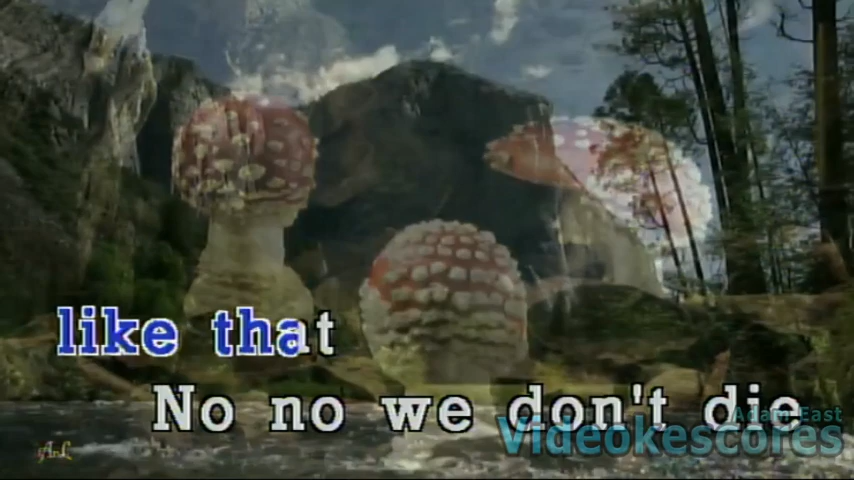 like that
No no we don't die
Adam East
Videokescores